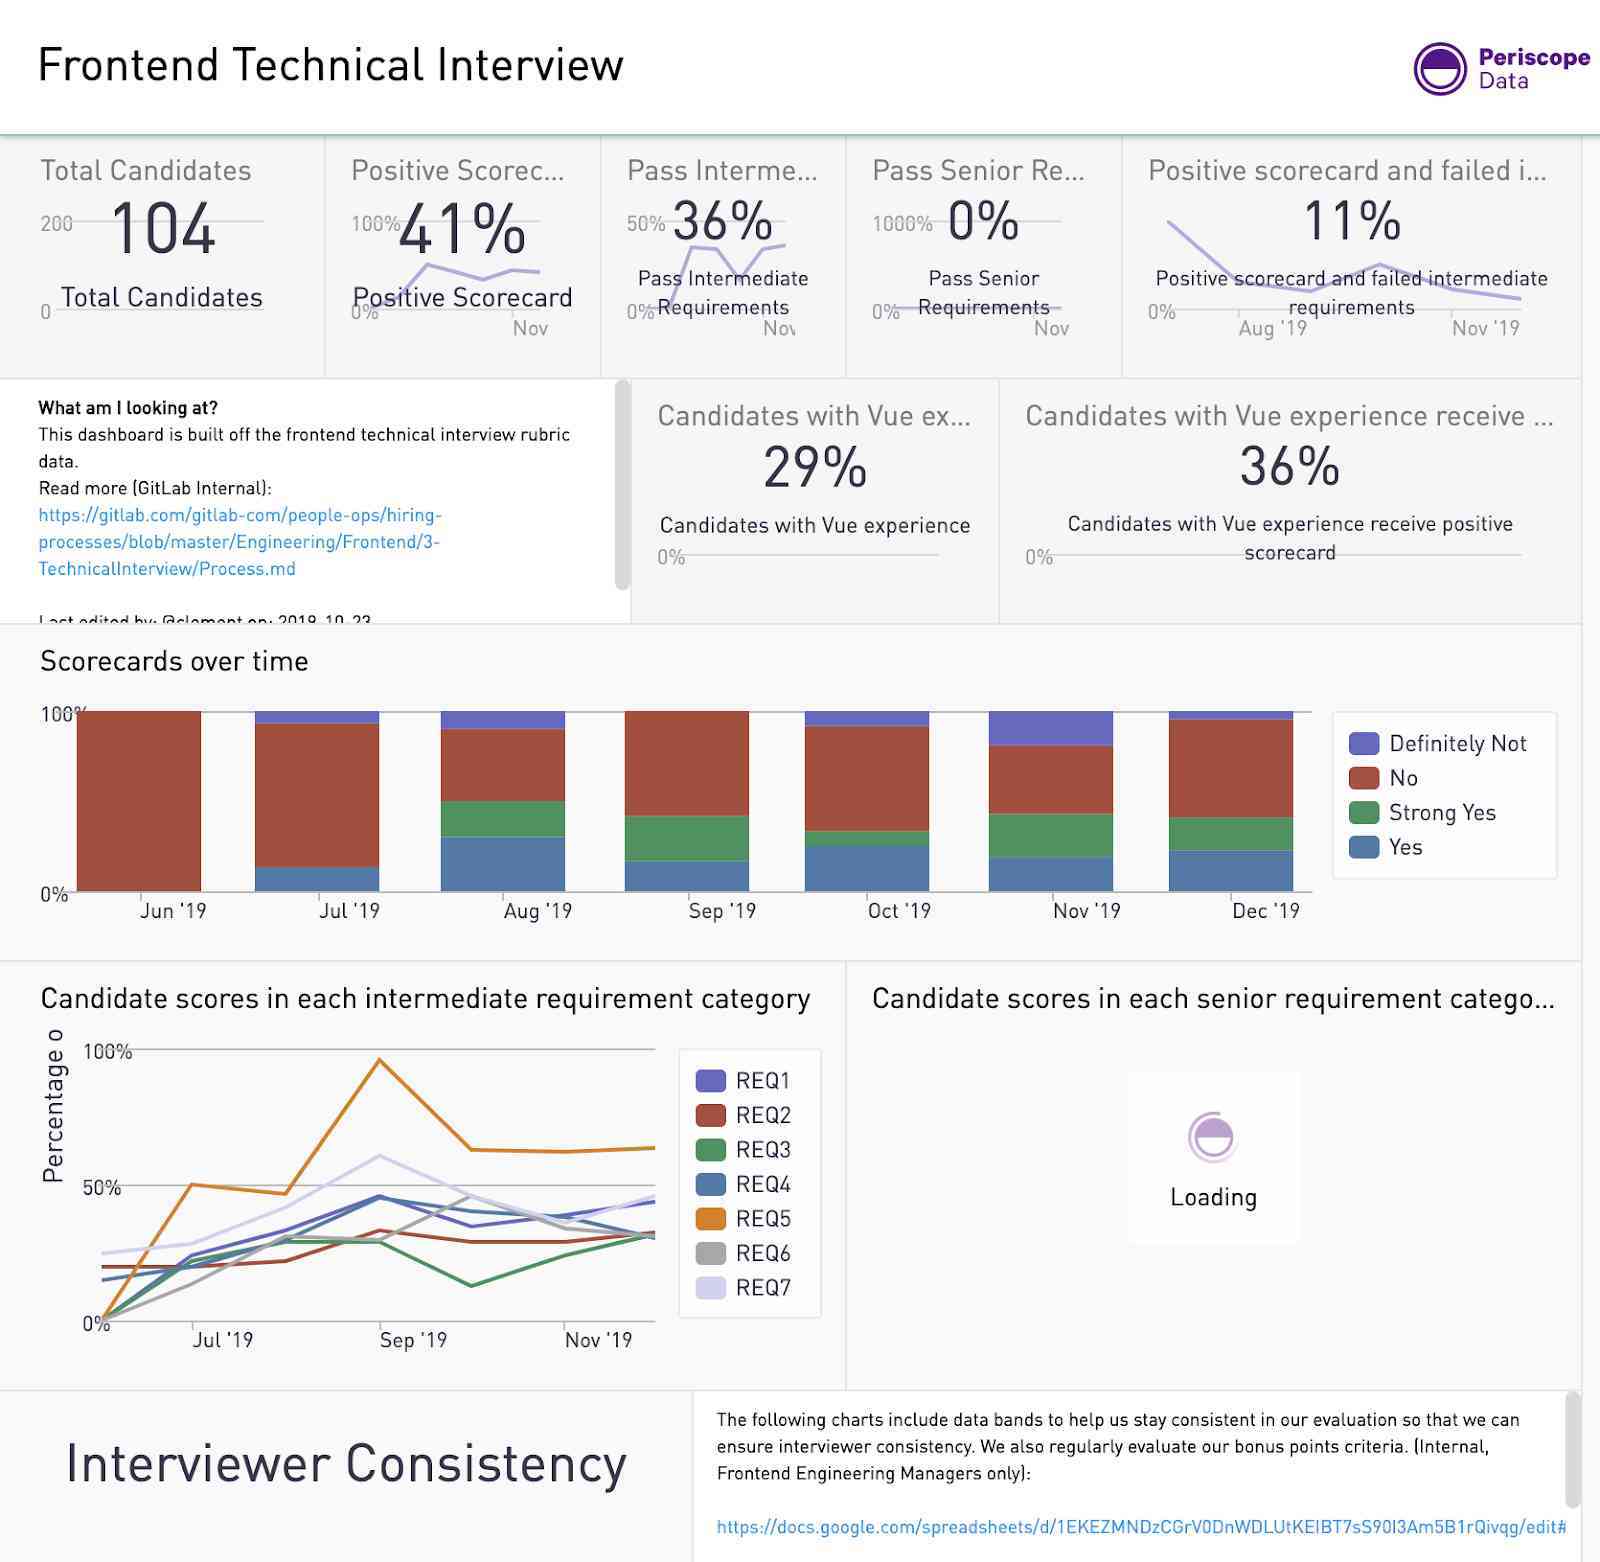 Frontend Technical Interview
Periscope
Data
Total Candidates
200
104
Total Candidates
0
Positive Scorec...
100%
41%
Positive Scorecard
0%
Nov
Pass Interme...
50%
36%
Pass Intermediate
Requirements
0%
Nov
Pass Senior Re...
1000%
0%
Pass Senior
Requirements
0%
Nov
Positive scorecard and failed i...
11%
Positive scorecard and failed intermediate
requirements
0%
Aug '19
Nov '19
What am I looking at?
This dashboard is built off the frontend technical interview rubric
data.
Read more (GitLab Internal):
https://gitlab.com/gitlab-com/people-ops/hiring-
processes/blob/master/Engineering/Frontend/3-
TechnicalInterview/Process.md
Last edited by: @clement on: 2019-10-23
Candidates with Vue ex...
29%
Candidates with Vue experience
0%
Candidates with Vue experience receive ...
36%
Candidates with Vue experience receive positive
scorecard
0%
Scorecards over time
100%
0%
Jun '19
Jul '19
Aug '19
Sep '19
Oct '19
Nov '19
Dec '19
Definitely Not
No
Strong Yes
Yes
Candidate scores in each intermediate requirement category
Percentage o
100%
50%
0%
Jul '19
Sep '19
Nov '19
REQ1
REQ2
REQ3
REQ4
REQ5
REQ6
REQ7
Candidate scores in each senior requirement catego...
Loading
Interviewer Consistency
The following charts include data bands to help us stay consistent in our evaluation so that we can
ensure interviewer consistency. We also regularly evaluate our bonus points criteria. (Internal,
Frontend Engineering Managers only):
https://docs.google.com/spreadsheets/d/1EKEZMNDzCGrV0DnWDLUtKEIBT7sS90I3Am5B1rQivqg/edit#